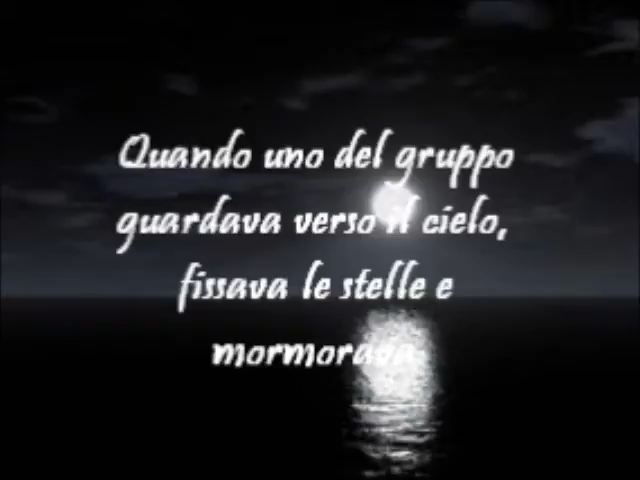 Quando uno del gruppo
guardava verso il cielo,
fissava le stelle e
mormorava